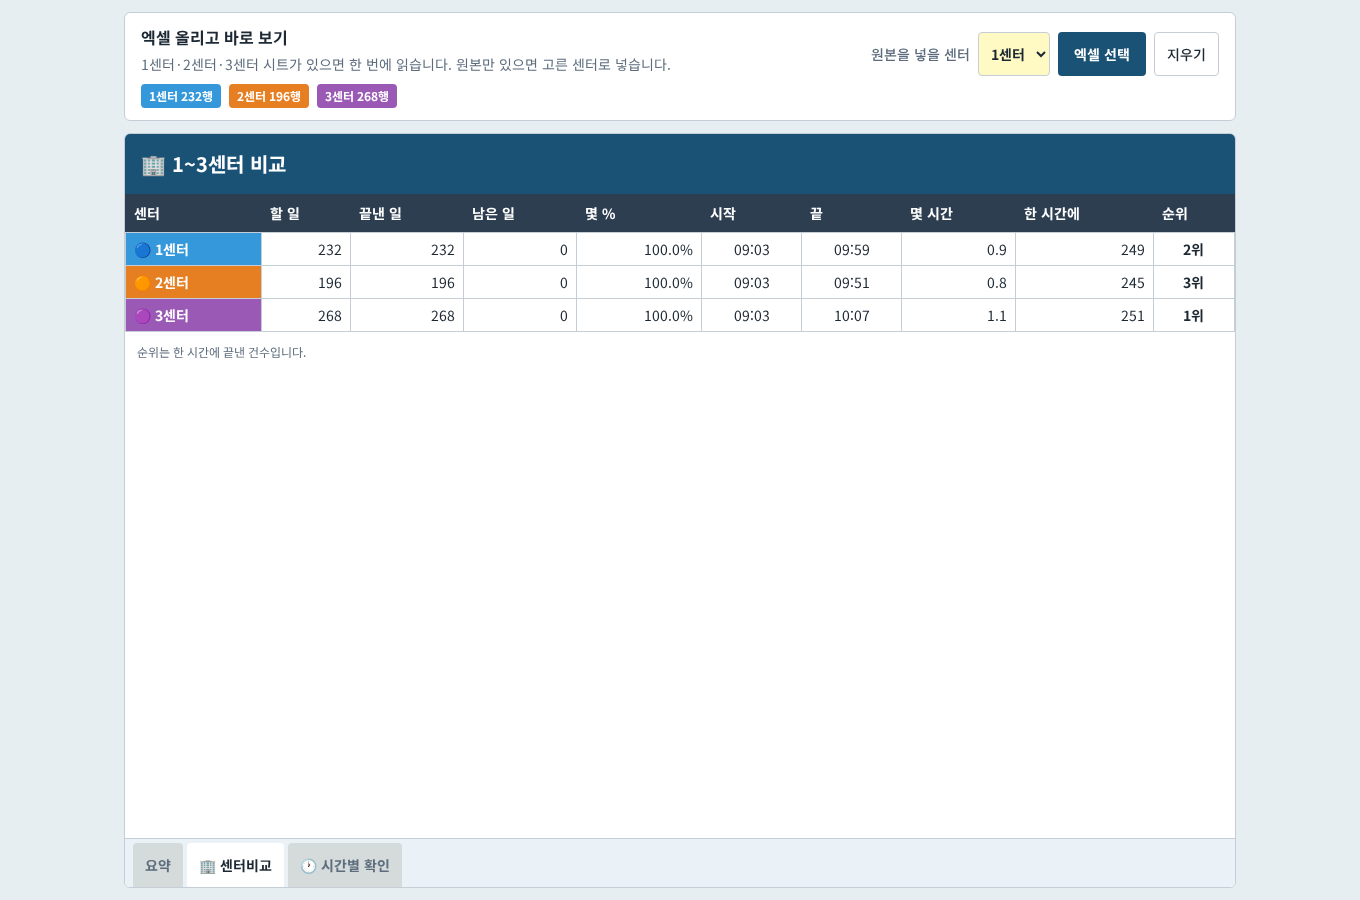 엑셀 올리고 바로 보기
1센터·2센터·3센터 시트가 있으면 한 번에 읽습니다. 원본만 있으면 고른 센터로 넣습니다.
1센터 232행 2센터 196행 3센터 268행
원본을 넣을 센터 1센터 엑셀 선택 지우기
🏢 1~3센터 비교
센터 할 일 끝낸 일 남은 일 몇 % 시작 끝 몇 시간 한 시간에 순위
🔵 1센터 232 232 0 100.0% 09:03 09:59 0.9 249 2위
🟠 2센터 196 196 0 100.0% 09:03 09:51 0.8 245 3위
🟣 3센터 268 268 0 100.0% 09:03 10:07 1.1 251 1위
순위는 한 시간에 끝낸 건수입니다.
요약 🏢 센터비교 🕐 시간별 확인